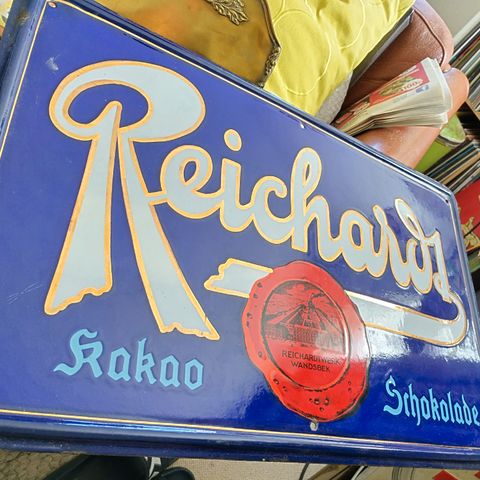 Reichardt
REICHARDTWERK
WANDSBEK
Kakao
Schokolade